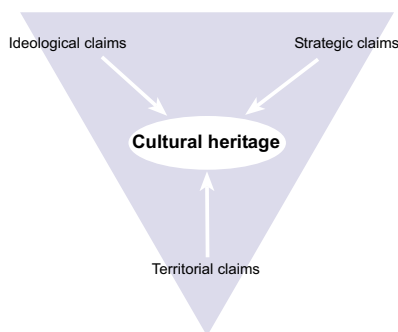 Ideological claims
Strategic claims
Cultural heritage
Territorial claims